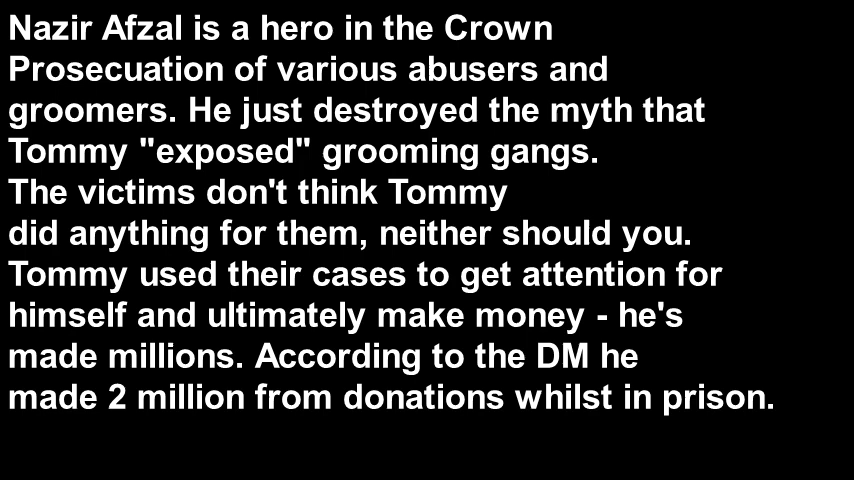 Nazir Afzal is a hero in the Crown
Prosecuation of various abusers and
groomers. He just destroyed the myth that
Tommy "exposed" grooming gangs.
The victims don't think Tommy
did anything for them, neither should you.
Tommy used their cases to get attention for
himself and ultimately make money - he's
made millions. According to the DM he
made 2 million from donations whilst in prison.